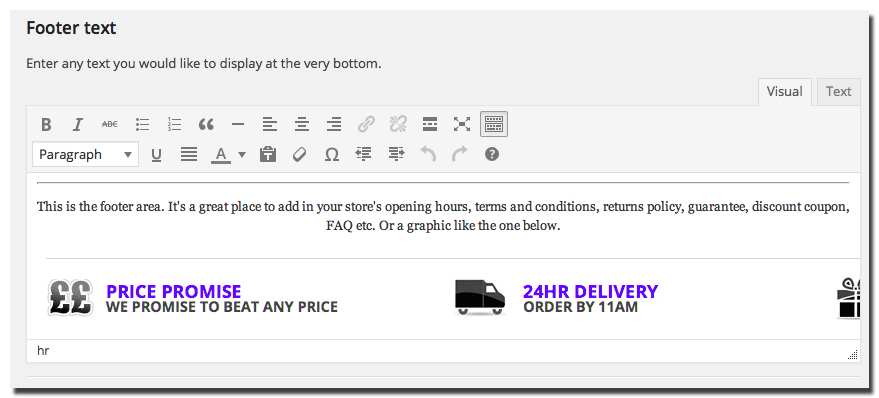 Footer text
Enter any text you would like to display at the very bottom.
Visual Text
B I ABC
Paragraph U A T Ω ?
This is the footer area. It's a great place to add in your store's opening hours, terms and conditions, returns policy, guarantee, discount coupon,
FAQ etc. Or a graphic like the one below.
££ PRICE PROMISE 24HR DELIVERY
WE PROMISE TO BEAT ANY PRICE ORDER BY 11AM
hr